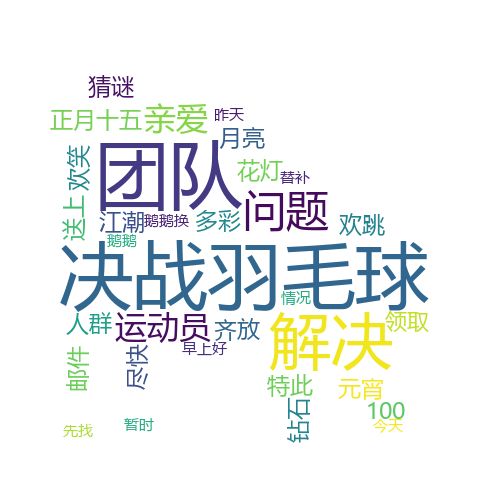 猜谜
正月十五
亲爱
昨天
月亮
欢笑
团队
花灯
替补
送上
江潮
鹅鹅换
多彩
问题
欢跳
鹅鹅
决战羽毛球
情况
人群
运动员
齐放
解决
领取
邮件
尽快
早上好
特此
元宵
钻石
100
先找
暂时
今天